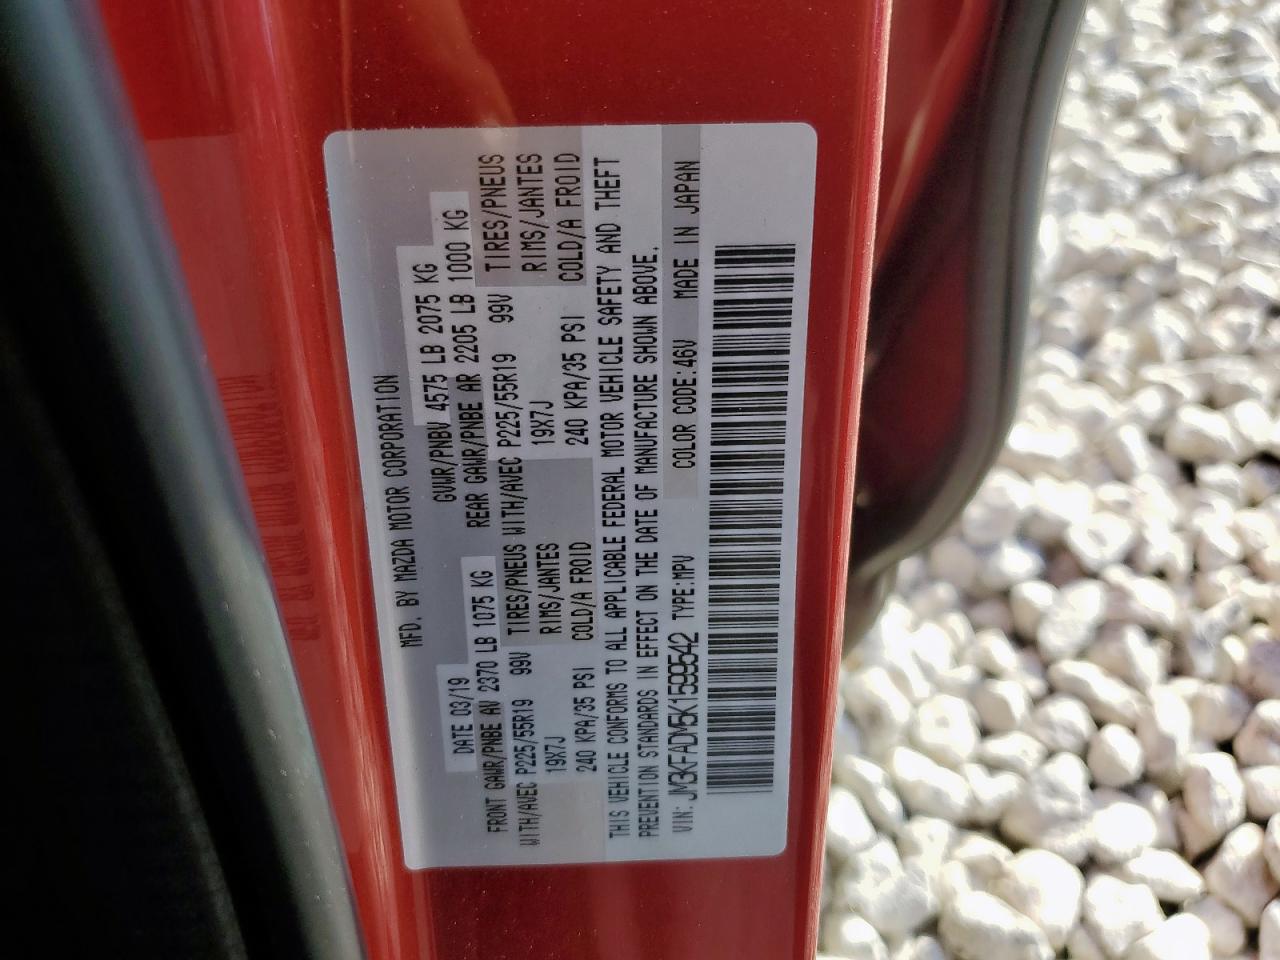 MFD. BY MAZDA MOTOR CORPORATION
DATE 03/19 GVWR/PNBV 4575 LB 2075 KG
FRONT GAWR/PNBE AV 2370 LB 1075 KG REAR GAWR/PNBE AR 2205 LB 1000 KG
WITH/AVEC P225/55R19 99V TIRES/PNEUS WITH/AVEC P225/55R19 99V TIRES/PNEUS
19X7J RIMS/JANTES 19X7J RIMS/JANTES
240 KPA/35 PSI COLD/A FROID 240 KPA/35 PSI COLD/A FROID
THIS VEHICLE CONFORMS TO ALL APPLICABLE FEDERAL MOTOR VEHICLE SAFETY AND THEFT
PREVENTION STANDARDS IN EFFECT ON THE DATE OF MANUFACTURE SHOWN ABOVE.
VIN: JM3KFADM5K1599542 TYPE:MPV COLOR CODE:46V MADE IN JAPAN